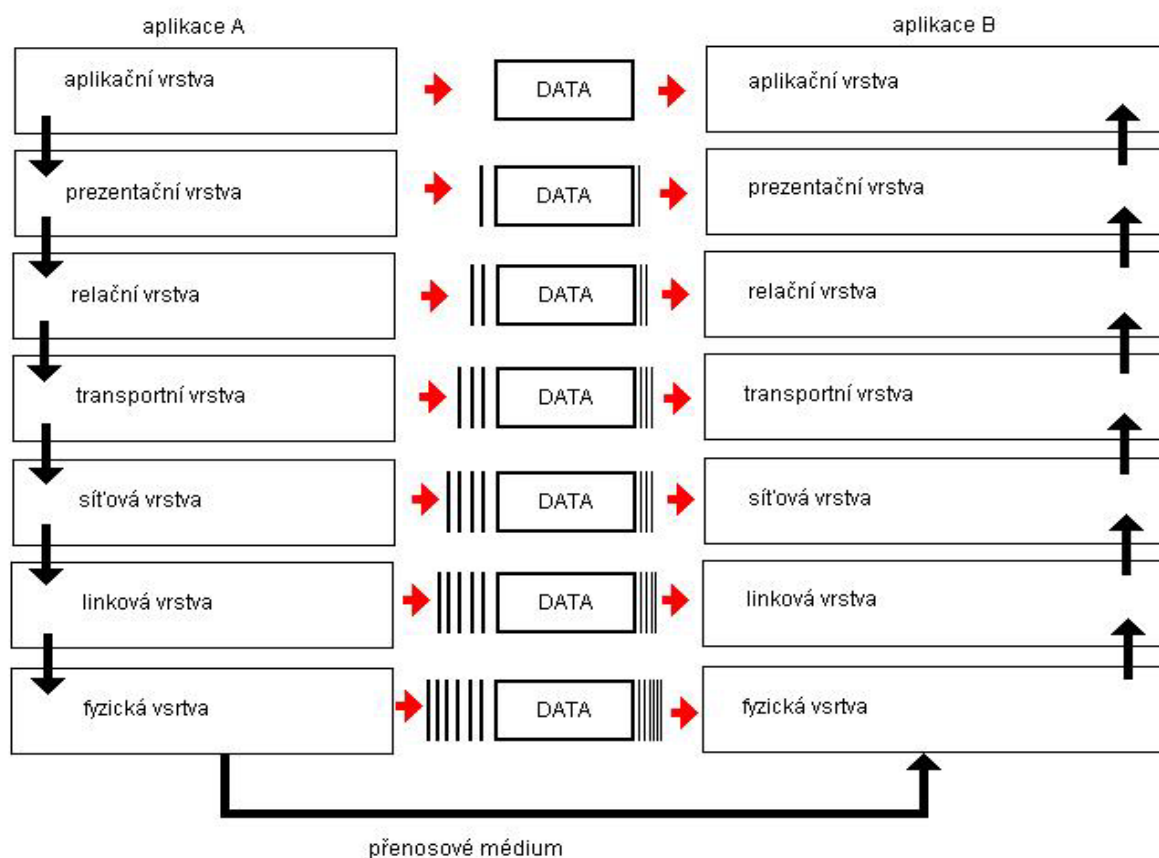 aplikace A
aplikace B
aplikační vrstva
DATA
aplikační vrstva
prezentační vrstva
DATA
prezentační vrstva
relační vrstva
DATA
relační vrstva
transportní vrstva
DATA
transportní vrstva
síťová vrstva
DATA
síťová vrstva
linková vrstva
DATA
linková vrstva
fyzická vsrtva
DATA
fyzická vsrtva
přenosové médium